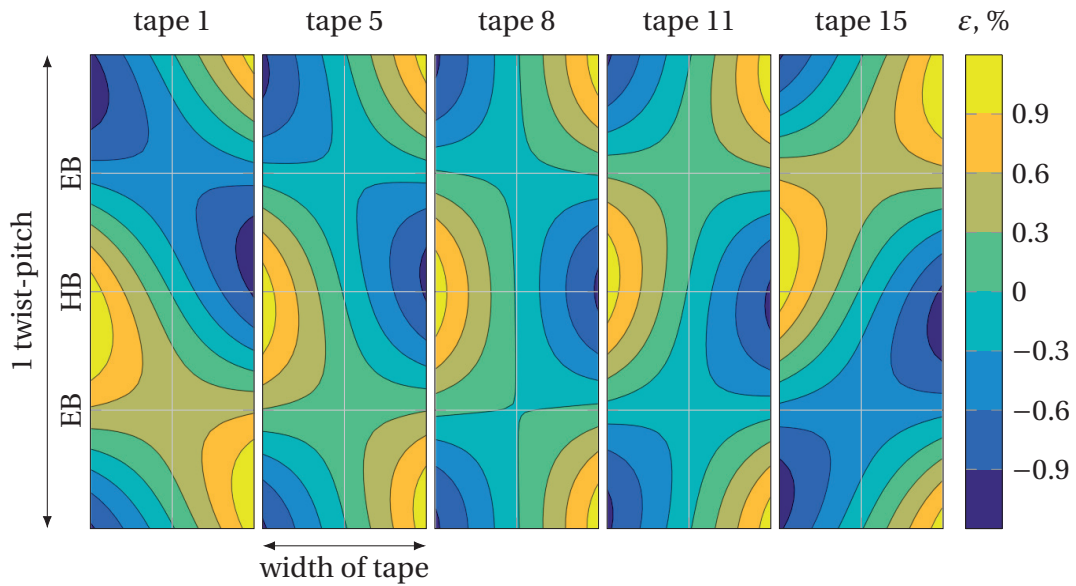 tape 1 tape 5 tape 8 tape 11 tape 15 ε, %
1 twist-pitch
EB
HB
EB
0.9
0.6
0.3
0
−0.3
−0.6
−0.9
width of tape